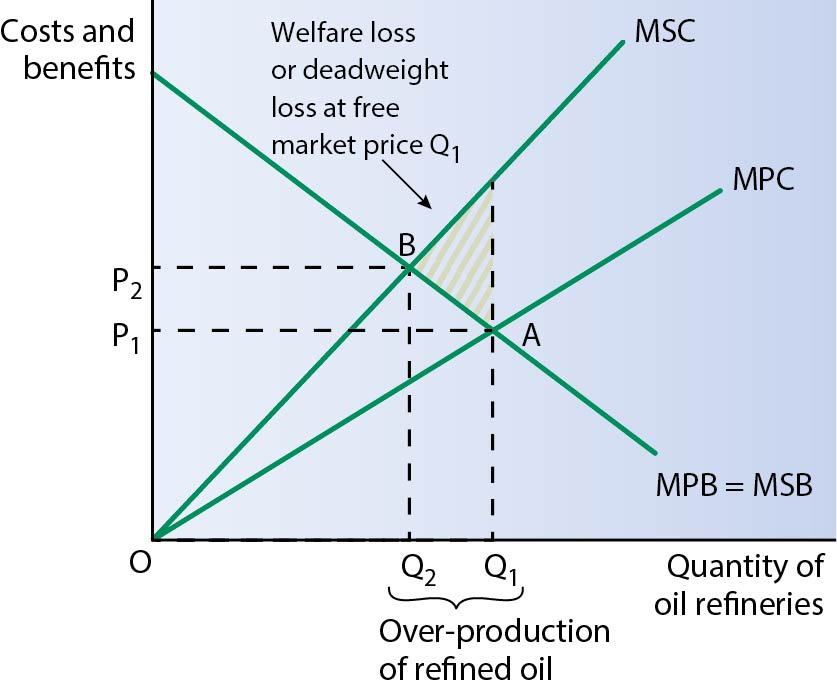 Costs and
benefits
Welfare loss
or deadweight
loss at free
market price Q₁
MSC
MPC
B
P₂
P₁
A
MPB = MSB
O
Q₂
Q₁
Quantity of
oil refineries
Over-production
of refined oil